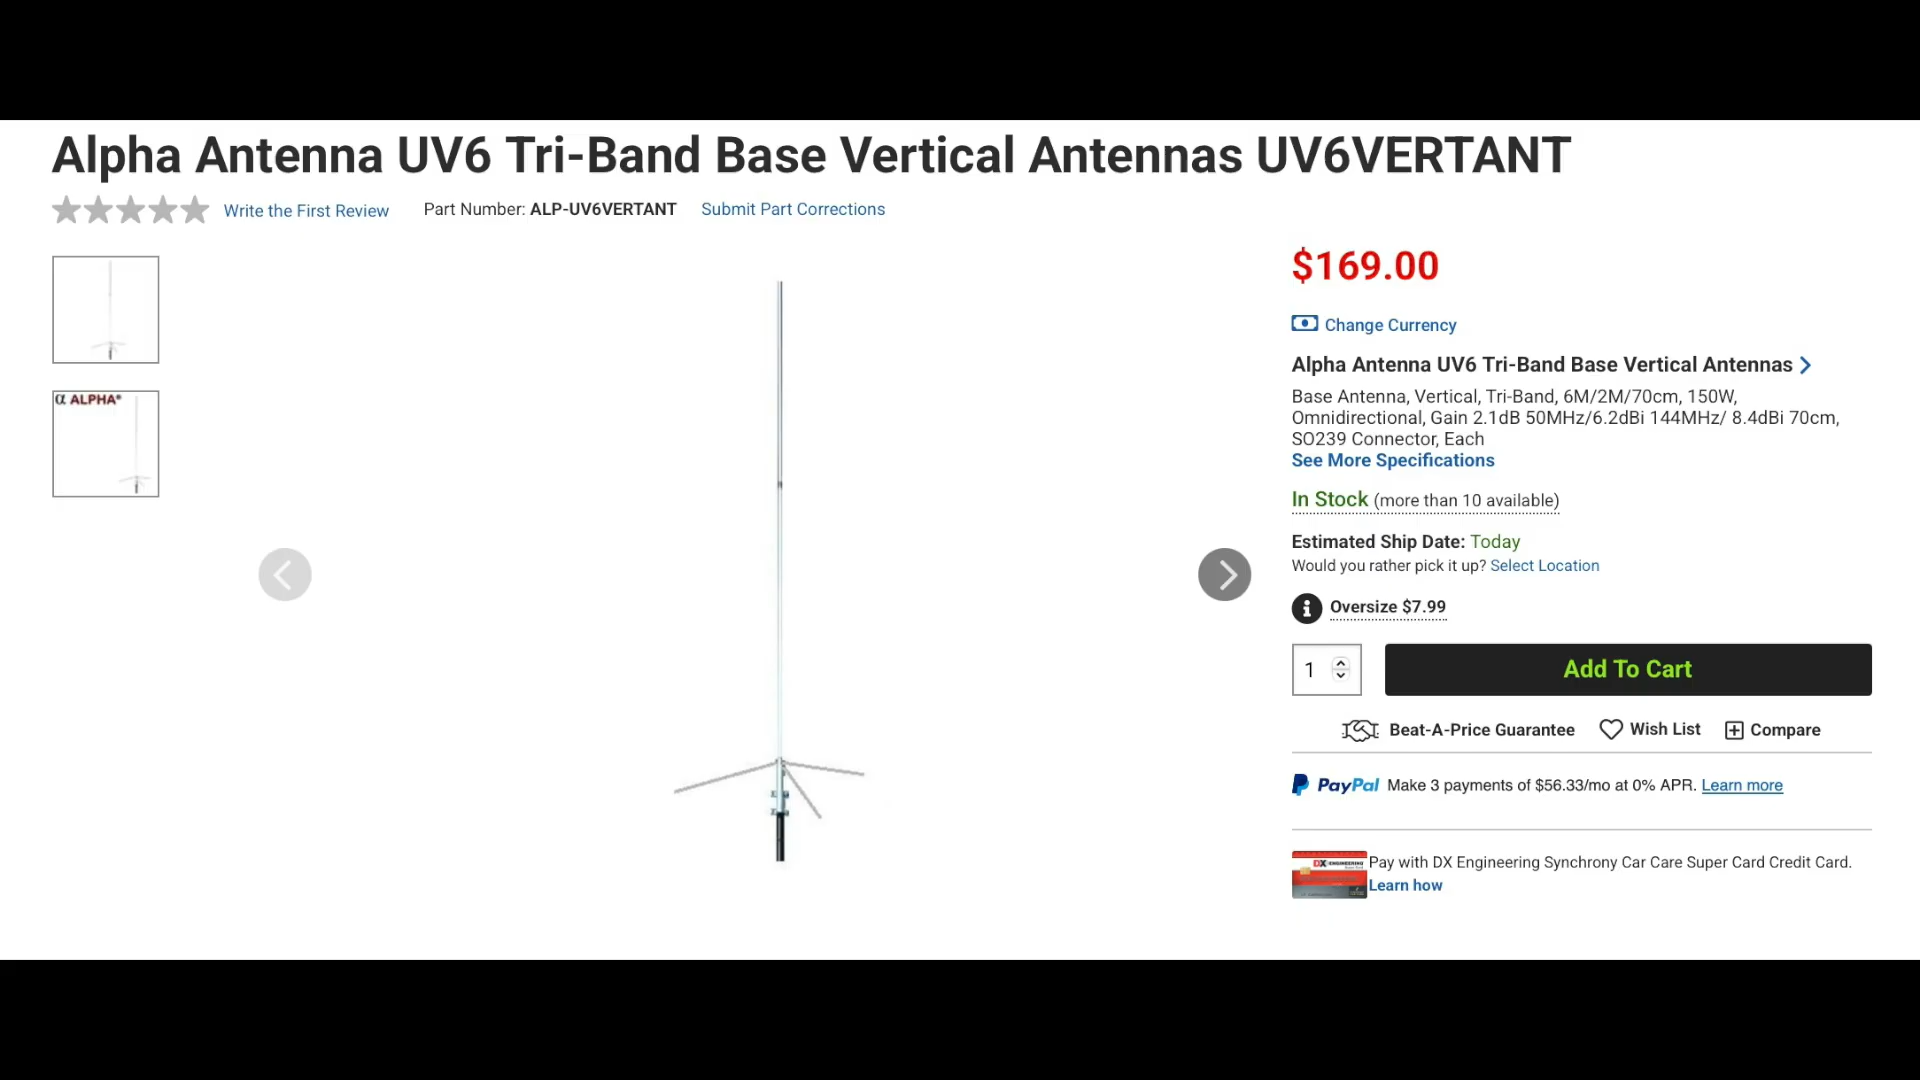 Alpha Antenna UV6 Tri-Band Base Vertical Antennas UV6VERTANT
Write the First Review
Part Number: ALP-UV6VERTANT
Submit Part Corrections
α ALPHA®
$169.00
Change Currency
Alpha Antenna UV6 Tri-Band Base Vertical Antennas
Base Antenna, Vertical, Tri-Band, 6M/2M/70cm, 150W,
Omnidirectional, Gain 2.1dB 50MHz/6.2dBi 144MHz/ 8.4dBi 70cm,
SO239 Connector, Each
See More Specifications
In Stock (more than 10 available)
Estimated Ship Date: Today
Would you rather pick it up? Select Location
Oversize $7.99
1
Add To Cart
Beat-A-Price Guarantee
Wish List
Compare
PayPal Make 3 payments of $56.33/mo at 0% APR. Learn more
DX ENGINEERING
Pay with DX Engineering Synchrony Car Care Super Card Credit Card.
Learn how